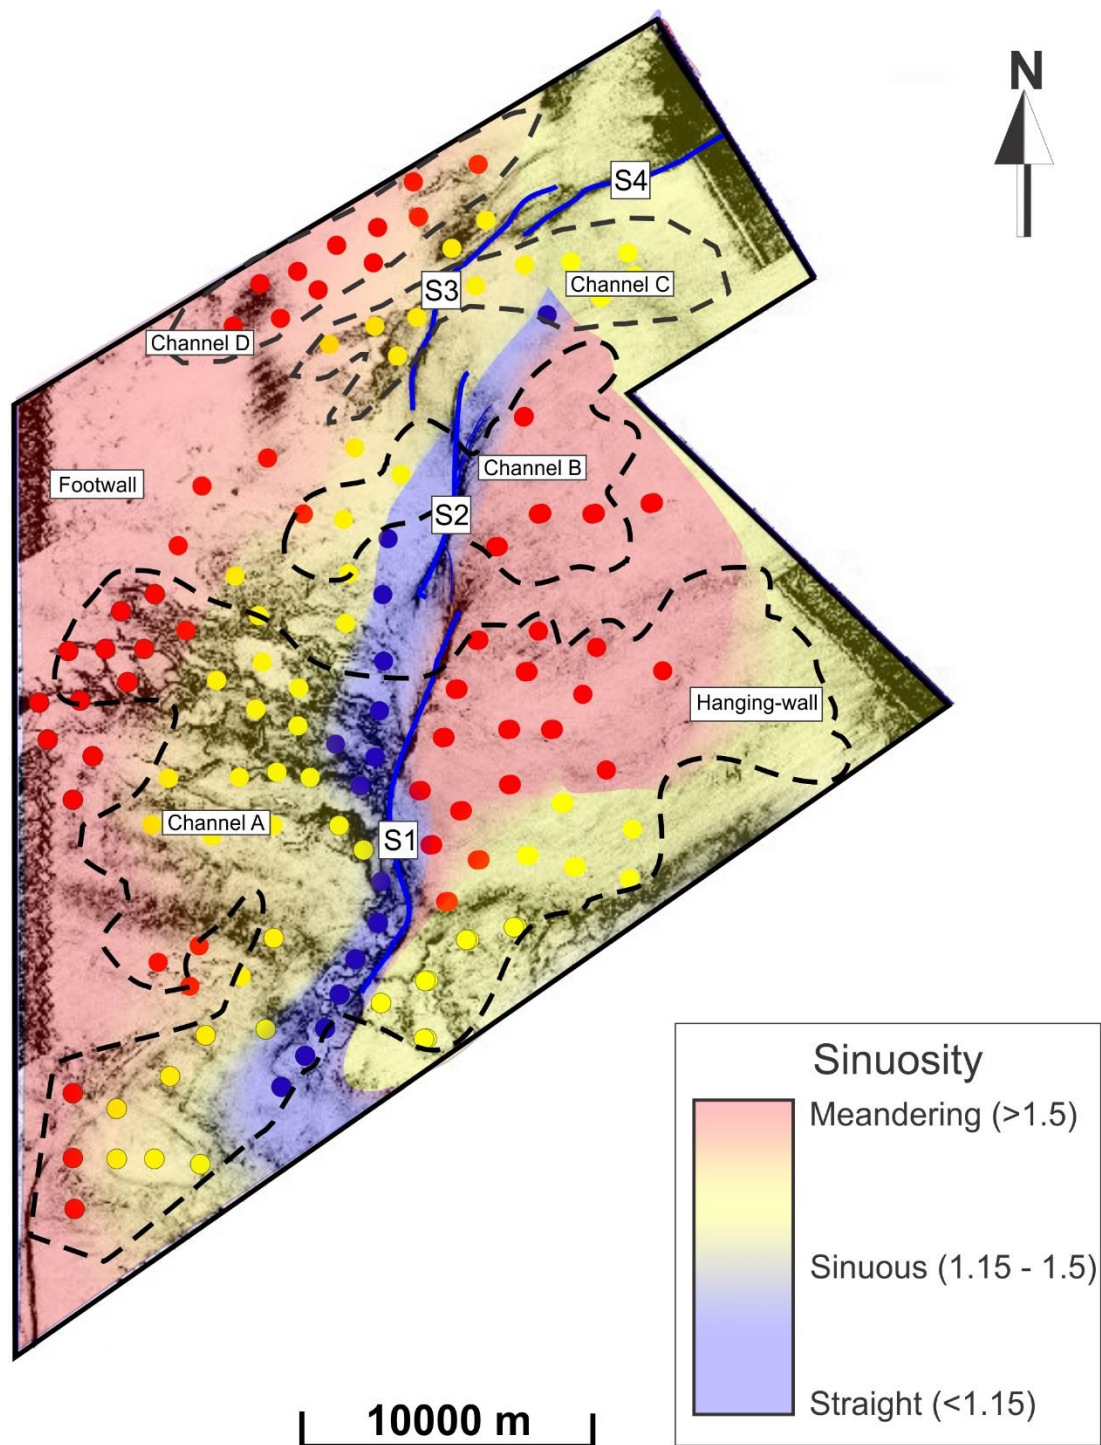 N
S4
S3
Channel C
Channel D
Channel B
Footwall
S2
Hanging-wall
Channel A
S1
Sinuosity
Meandering (>1.5)
Sinuous (1.15 - 1.5)
Straight (<1.15)
10000 m